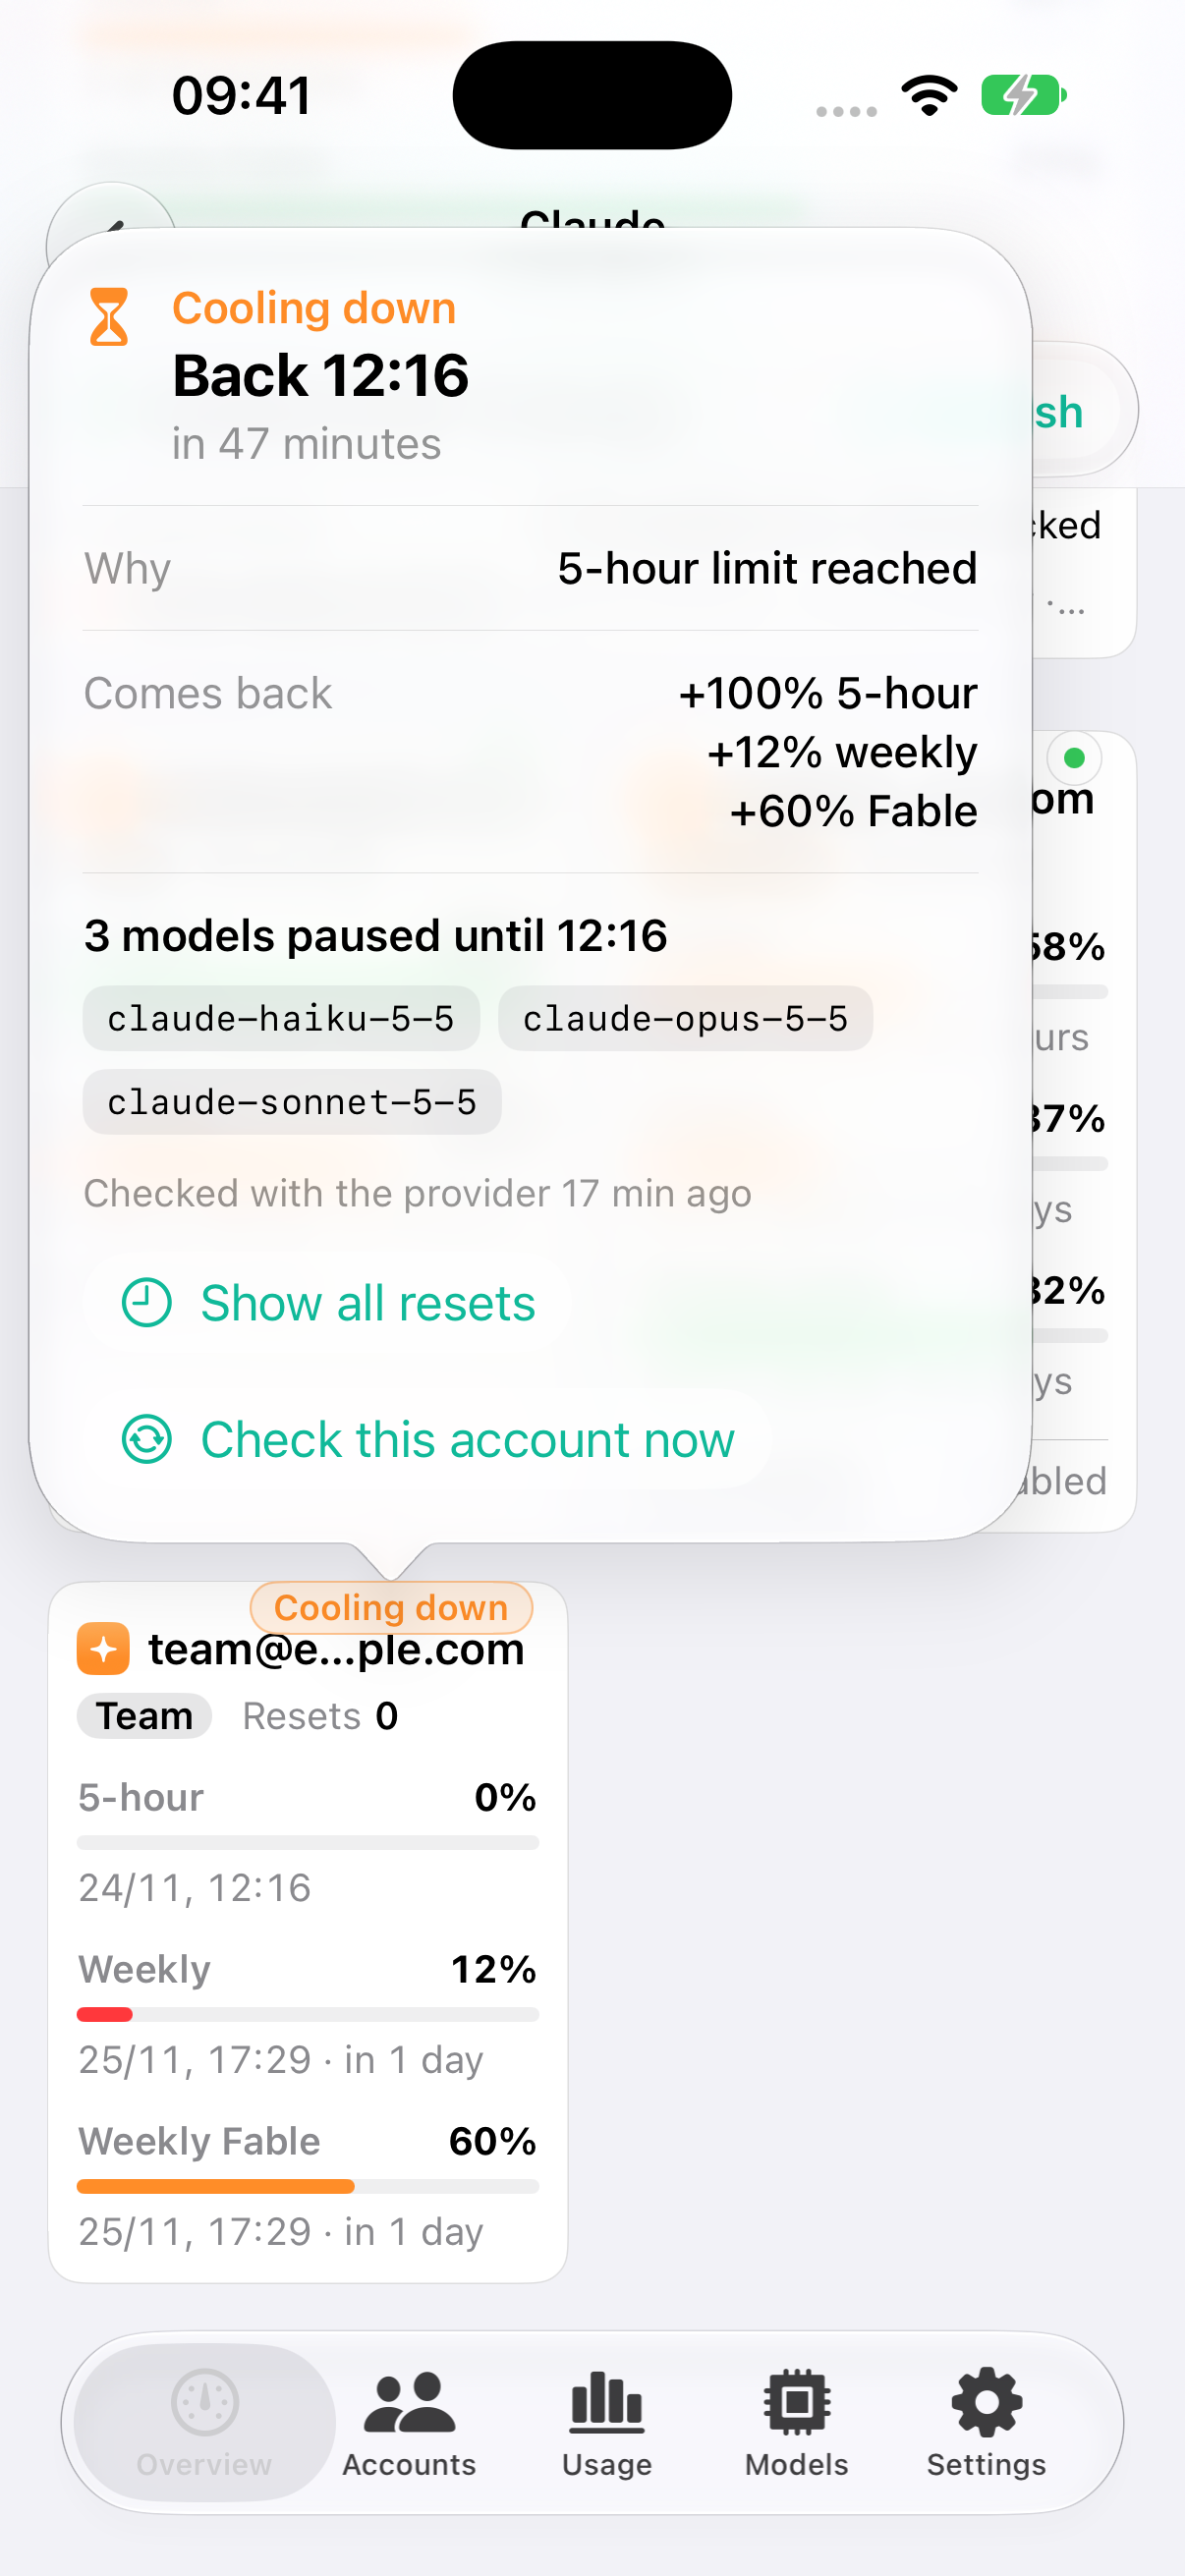 09:41
Claude
Cooling down
Back 12:16
in 47 minutes
Why
5-hour limit reached
Comes back
+100% 5-hour
+12% weekly
+60% Fable
3 models paused until 12:16
claude-haiku-5-5
claude-opus-5-5
claude-sonnet-5-5
Checked with the provider 17 min ago
Show all resets
Check this account now
Cooling down
team@e...ple.com
Team
Resets 0
5-hour
0%
24/11, 12:16
Weekly
12%
25/11, 17:29 · in 1 day
Weekly Fable
60%
25/11, 17:29 · in 1 day
Overview
Accounts
Usage
Models
Settings